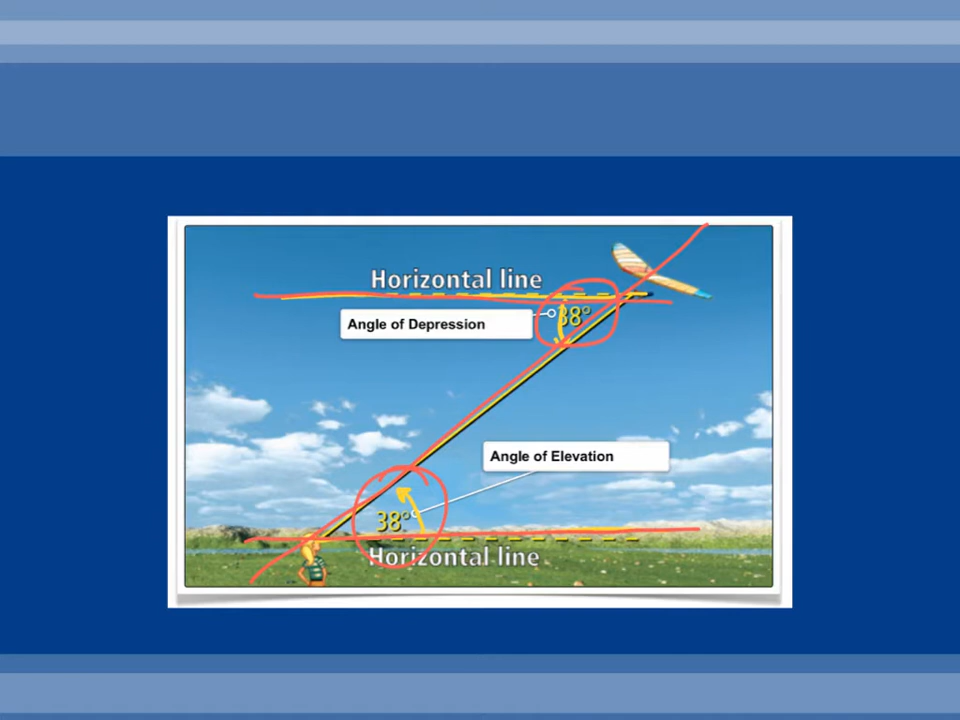 Horizontal line
38°
Angle of Depression
Angle of Elevation
38°
Horizontal line